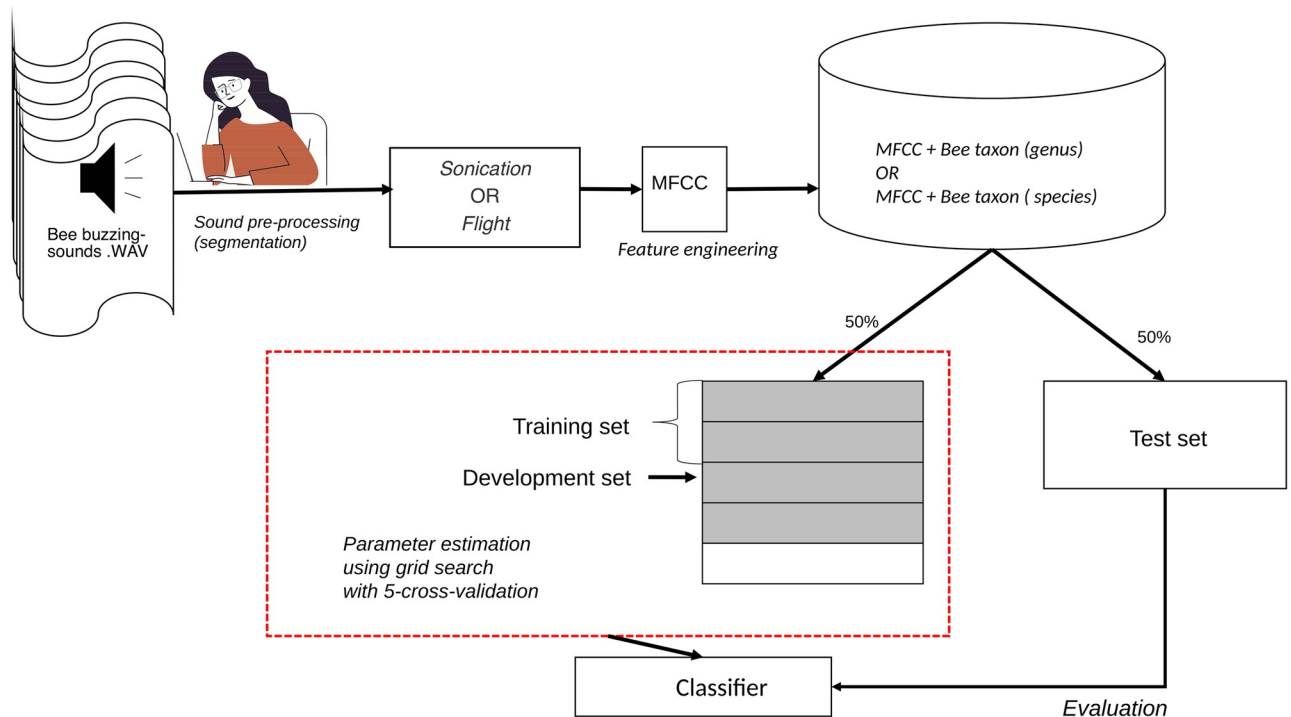 Bee buzzing-
sounds .WAV
Sound pre-processing
(segmentation)
Sonication
OR
Flight
MFCC
Feature engineering
MFCC + Bee taxon (genus)
OR
MFCC + Bee taxon ( species)
50%
50%
Training set
Development set
Parameter estimation
using grid search
with 5-cross-validation
Test set
Classifier
Evaluation